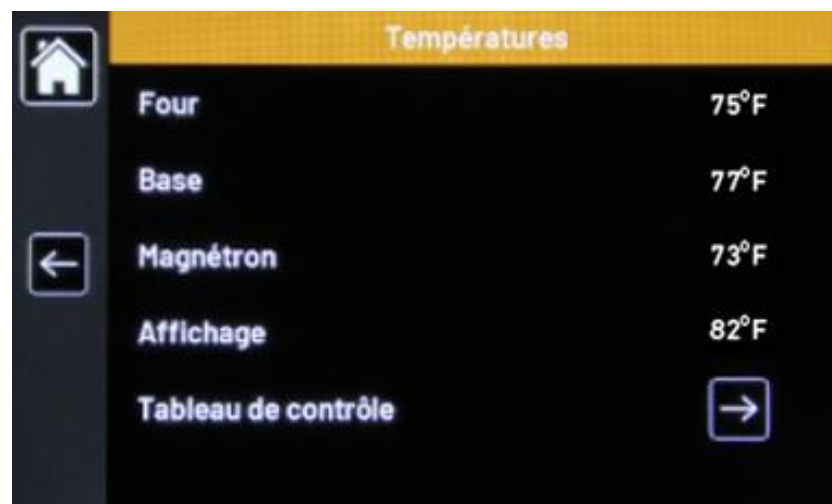 Températures
Four 75°F
Base 77°F
Magnétron 73°F
Affichage 82°F
Tableau de contrôle